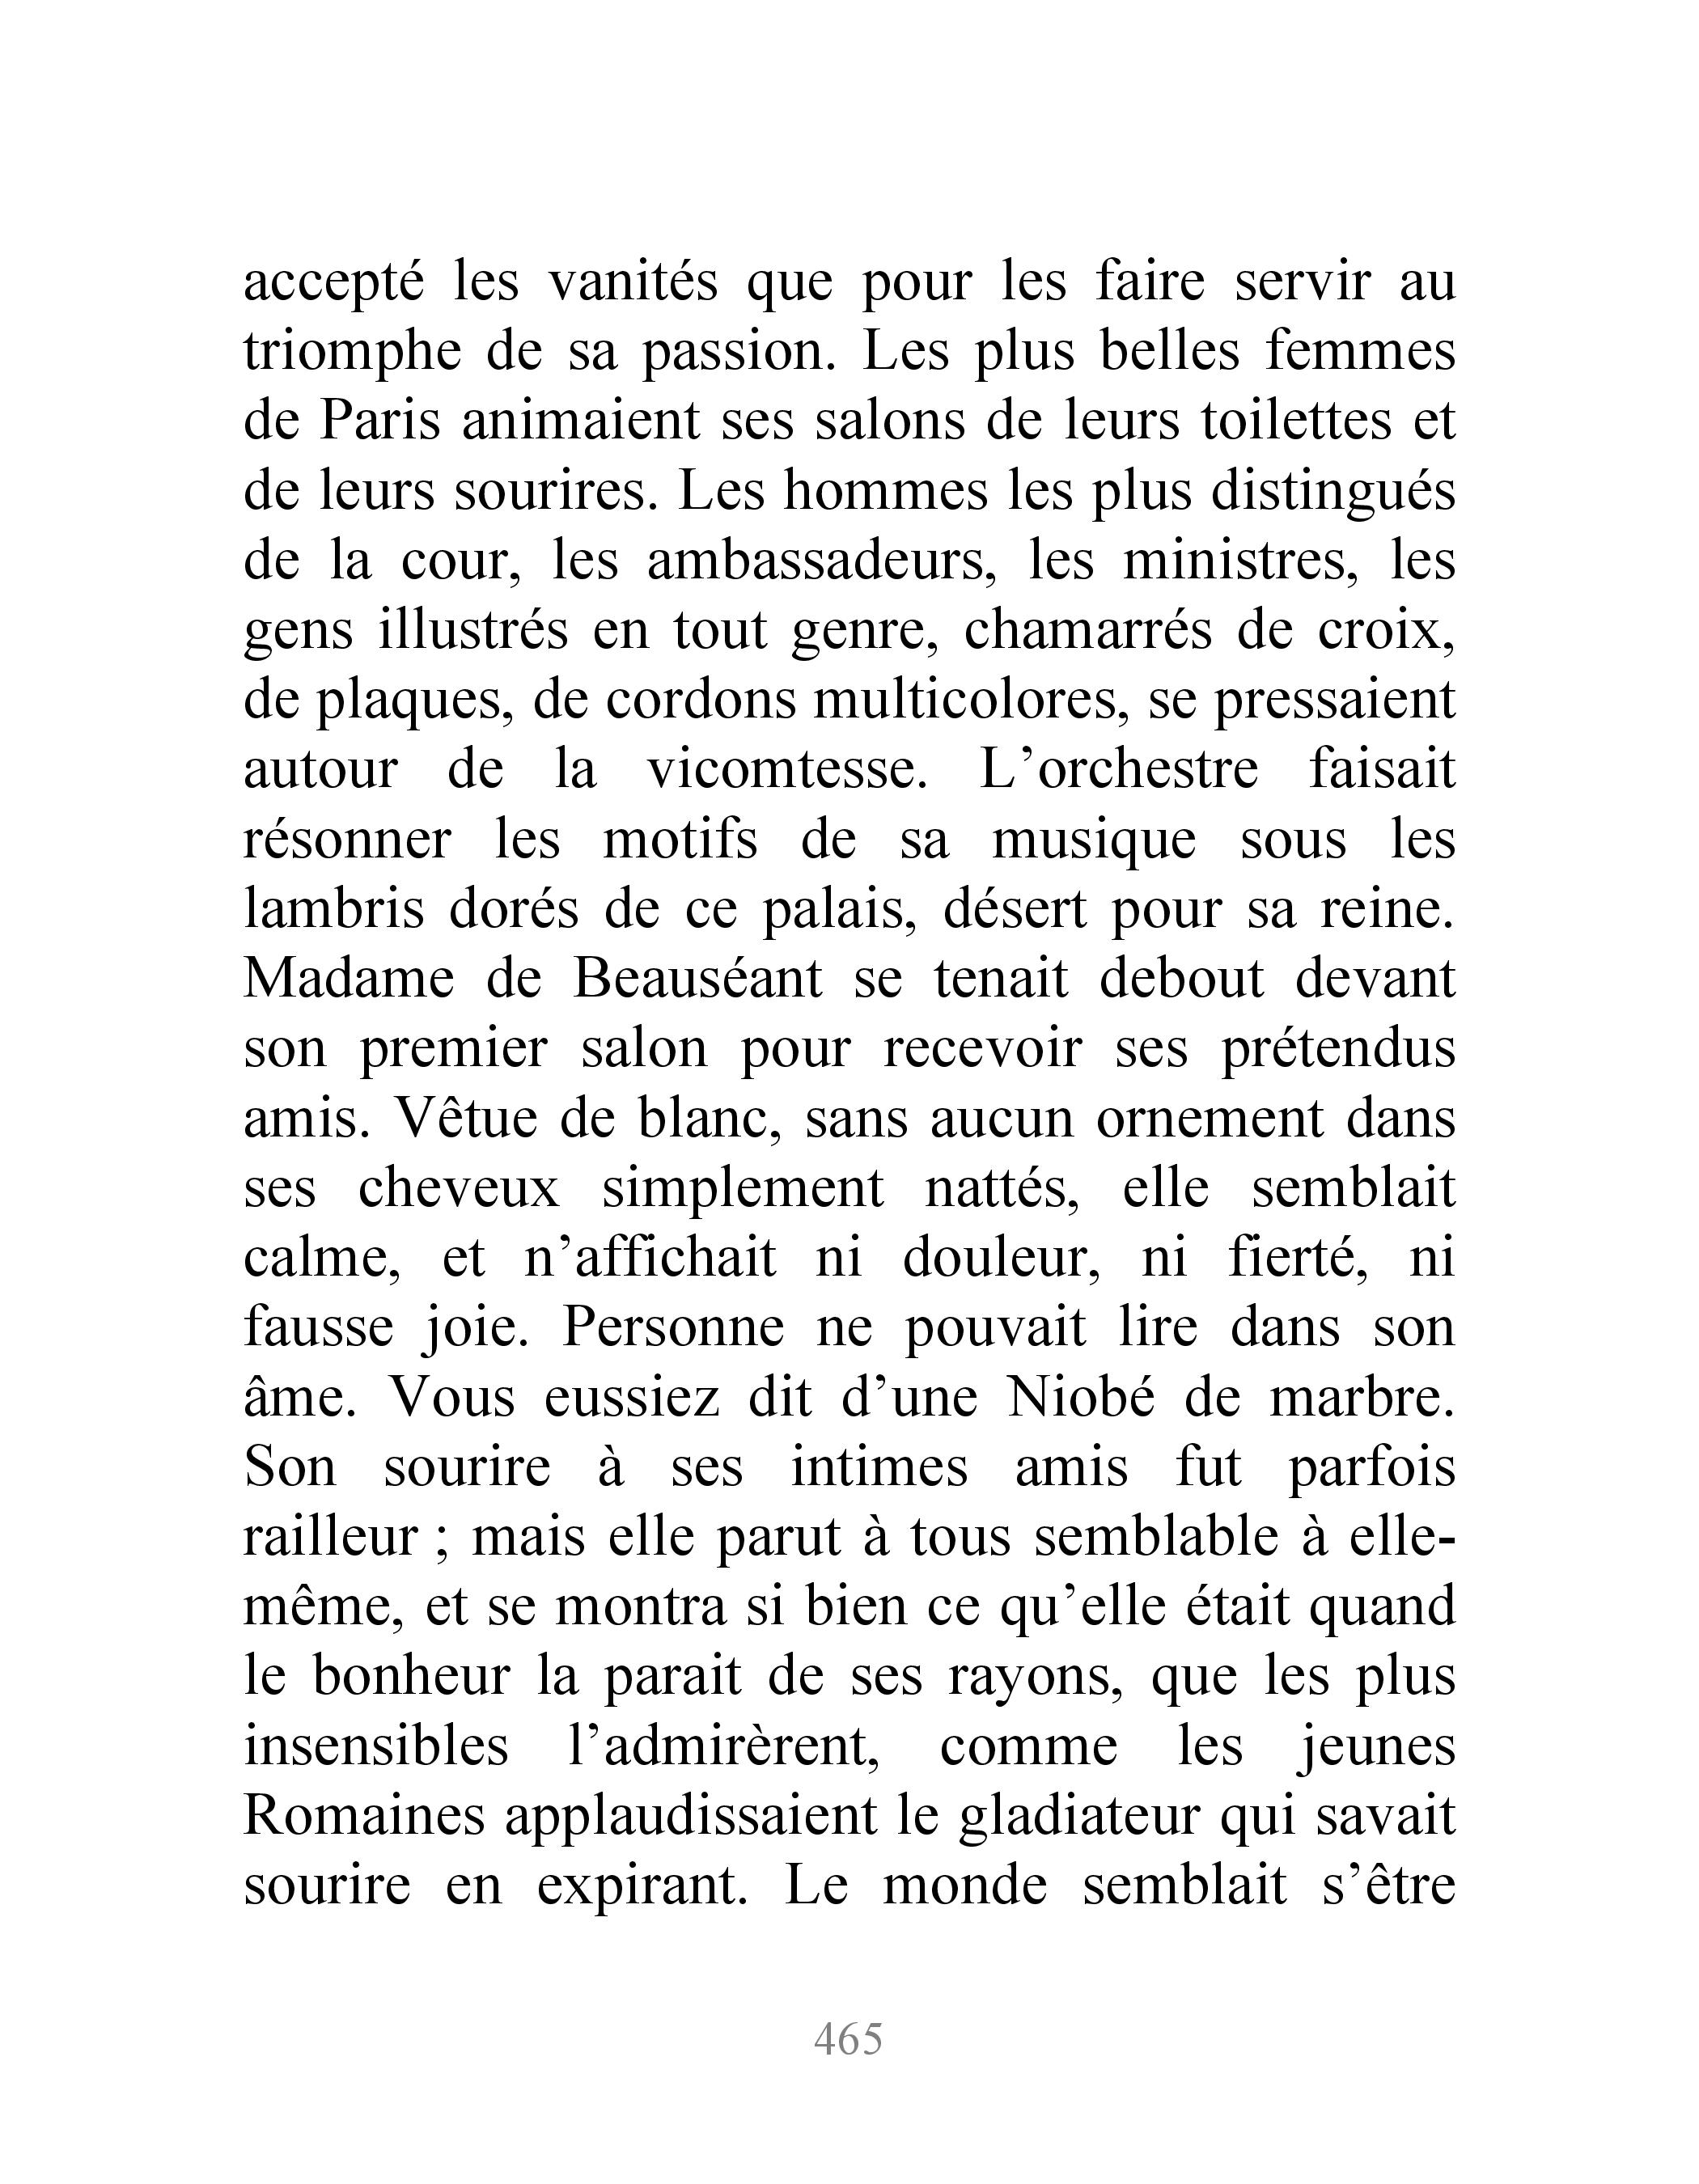 accepté les vanités que pour les faire servir au
triomphe de sa passion. Les plus belles femmes
de Paris animaient ses salons de leurs toilettes et
de leurs sourires. Les hommes les plus distingués
de la cour, les ambassadeurs, les ministres, les
gens illustrés en tout genre, chamarrés de croix,
de plaques, de cordons multicolores, se pressaient
autour de la vicomtesse. L’orchestre faisait
résonner les motifs de sa musique sous les
lambris dorés de ce palais, désert pour sa reine.
Madame de Beauséant se tenait debout devant
son premier salon pour recevoir ses prétendus
amis. Vêtue de blanc, sans aucun ornement dans
ses cheveux simplement nattés, elle semblait
calme, et n’affichait ni douleur, ni fierté, ni
fausse joie. Personne ne pouvait lire dans son
âme. Vous eussiez dit d’une Niobé de marbre.
Son sourire à ses intimes amis fut parfois
railleur ; mais elle parut à tous semblable à elle-
même, et se montra si bien ce qu’elle était quand
le bonheur la parait de ses rayons, que les plus
insensibles l’admirèrent, comme les jeunes
Romaines applaudissaient le gladiateur qui savait
sourire en expirant. Le monde semblait s’être
465